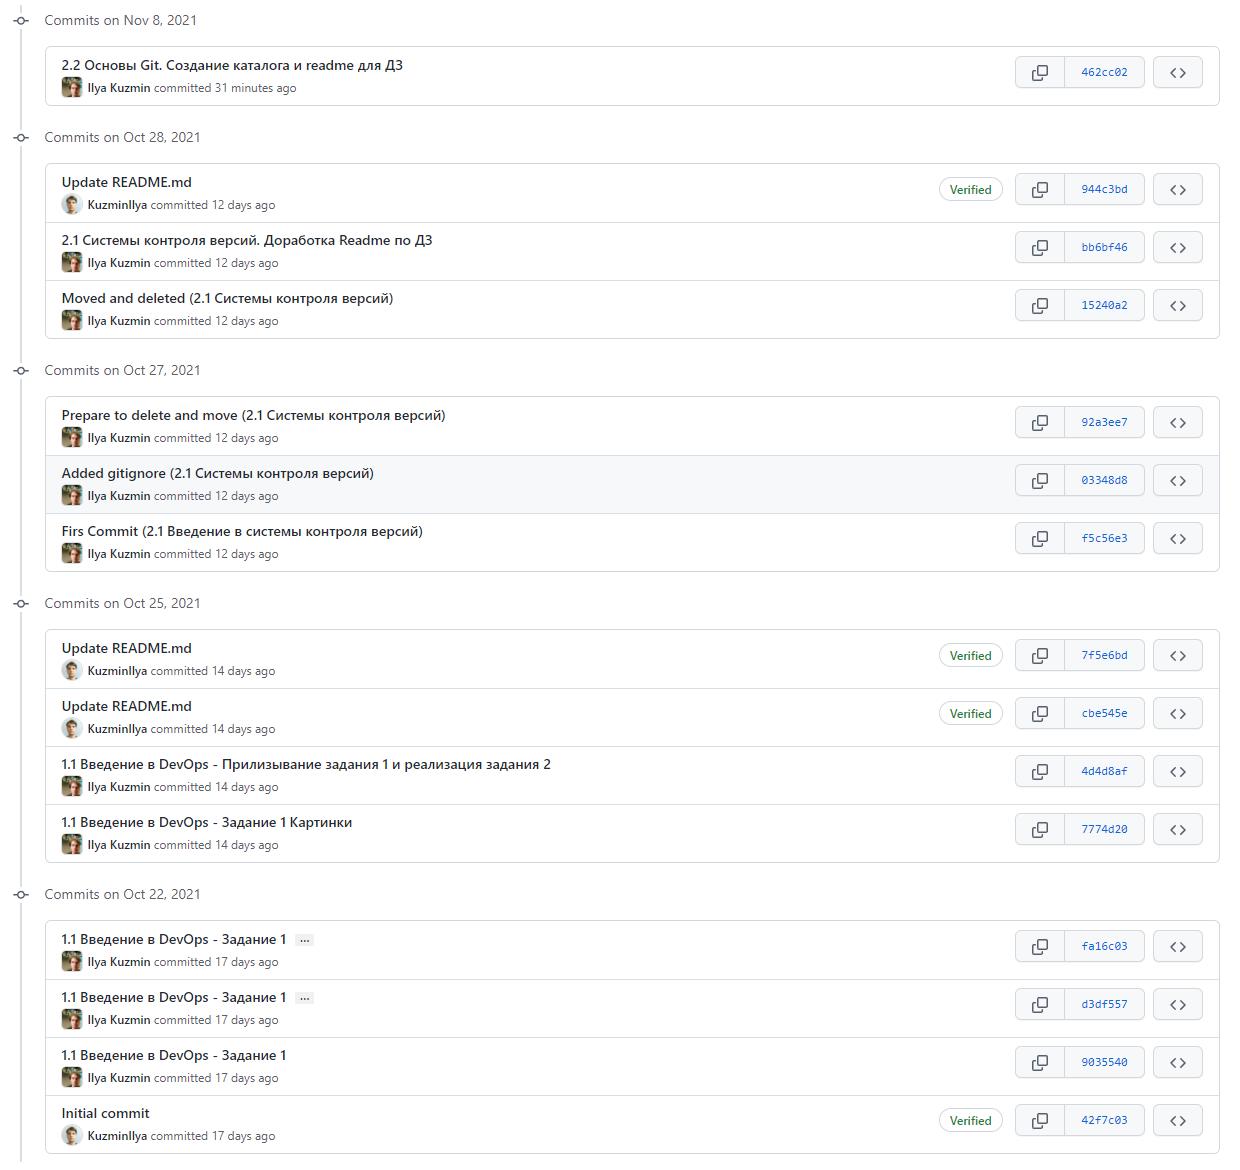 Commits on Nov 8, 2021
2.2 Основы Git. Создание каталога и readme для ДЗ
462cc02
Ilya Kuzmin committed 31 minutes ago
Commits on Oct 28, 2021
Update README.md
Verified 944c3bd
KuzminIlya committed 12 days ago
2.1 Системы контроля версий. Доработка Readme по ДЗ
bb6bf46
Ilya Kuzmin committed 12 days ago
Moved and deleted (2.1 Системы контроля версий)
15240a2
Ilya Kuzmin committed 12 days ago
Commits on Oct 27, 2021
Prepare to delete and move (2.1 Системы контроля версий)
92a3ee7
Ilya Kuzmin committed 12 days ago
Added gitignore (2.1 Системы контроля версий)
03348d8
Ilya Kuzmin committed 12 days ago
Firs Commit (2.1 Введение в системы контроля версий)
f5c56e3
Ilya Kuzmin committed 12 days ago
Commits on Oct 25, 2021
Update README.md
Verified 7f5e6bd
KuzminIlya committed 14 days ago
Update README.md
Verified cbe545e
KuzminIlya committed 14 days ago
1.1 Введение в DevOps - Прилизывание задания 1 и реализация задания 2
4d4d8af
Ilya Kuzmin committed 14 days ago
1.1 Введение в DevOps - Задание 1 Картинки
7774d20
Ilya Kuzmin committed 14 days ago
Commits on Oct 22, 2021
1.1 Введение в DevOps - Задание 1 ...
fa16c03
Ilya Kuzmin committed 17 days ago
1.1 Введение в DevOps - Задание 1 ...
d3df557
Ilya Kuzmin committed 17 days ago
1.1 Введение в DevOps - Задание 1
9035540
Ilya Kuzmin committed 17 days ago
Initial commit
Verified 42f7c03
KuzminIlya committed 17 days ago